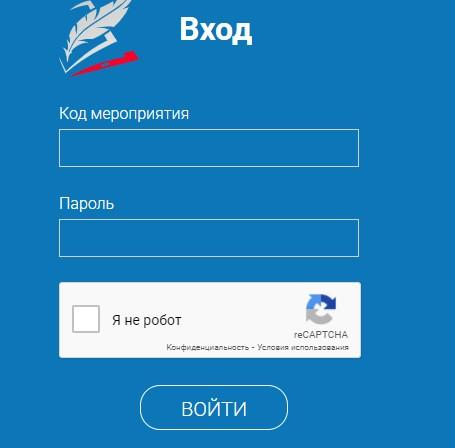 Вход
Код мероприятия
Пароль
Я не робот
reCAPTCHA
Конфиденциальность - Условия использования
ВОЙТИ